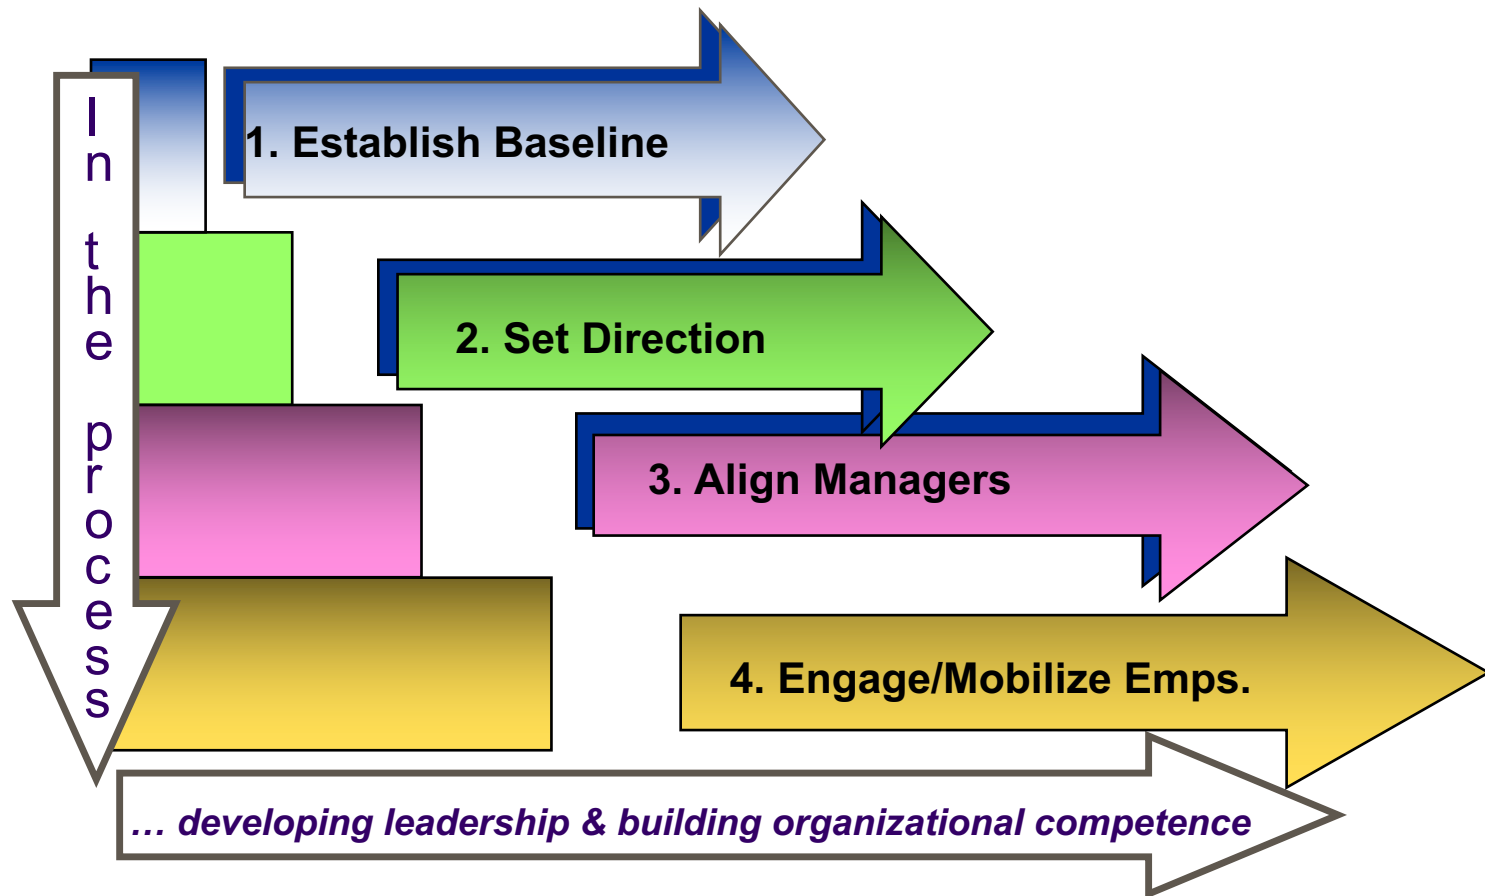 In the process
1. Establish Baseline
2. Set Direction
3. Align Managers
4. Engage/Mobilize Emps.
... developing leadership & building organizational competence